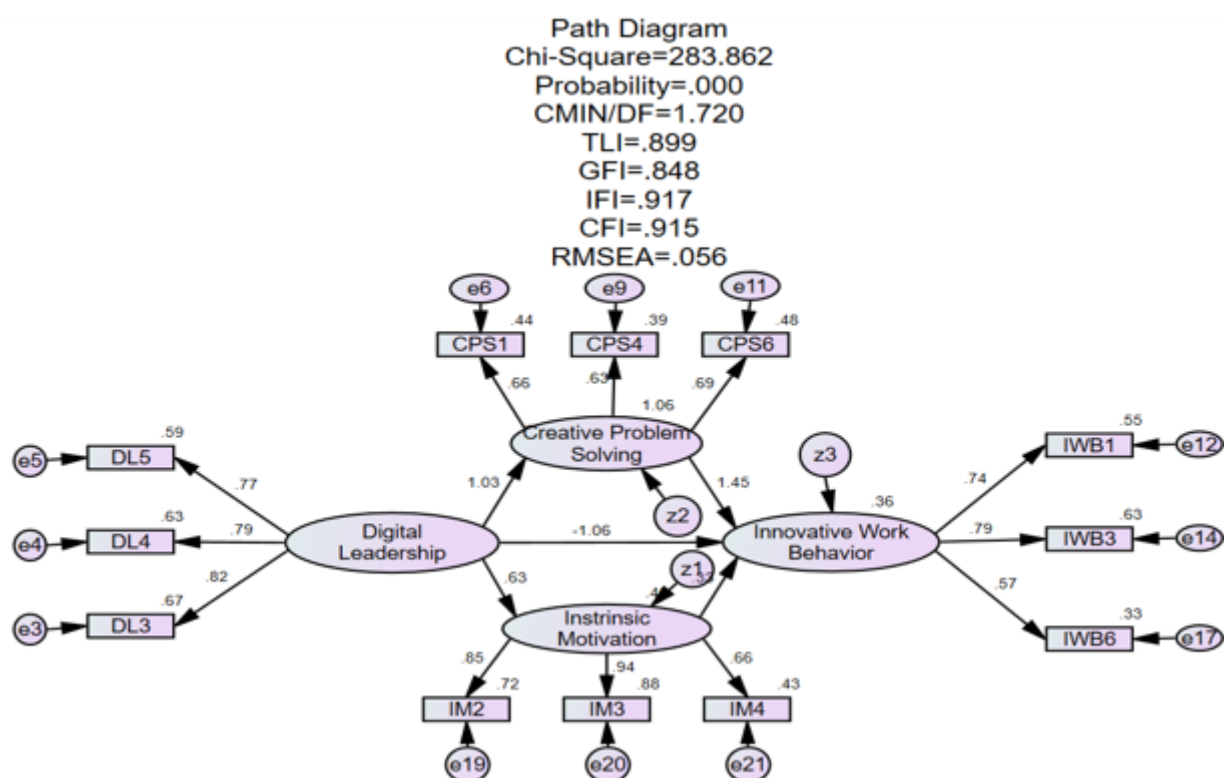 Path Diagram
Chi-Square=283.862
Probability=.000
CMIN/DF=1.720
TLI=.899
GFI=.848
IFI=.917
CFI=.915
RMSEA=.056
e6
e9
e11
.44
.39
.48
CPS1
CPS4
CPS6
.66
.63
.69
1.06
Creative Problem
Solving
.59
e5
DL5
.77
.63
e4
DL4
.79
.82
.67
e3
DL3
Digital
Leadership
1.03
-1.06
.63
1.45
z2
z3
z1
.36
Innovative Work
Behavior
.55
IWB1
e12
.74
.63
.79
IWB3
e14
.57
.33
IWB6
e17
Instrinsic
Motivation
.85
.94
.66
.72
.88
.43
IM2
IM3
IM4
e19
e20
e21